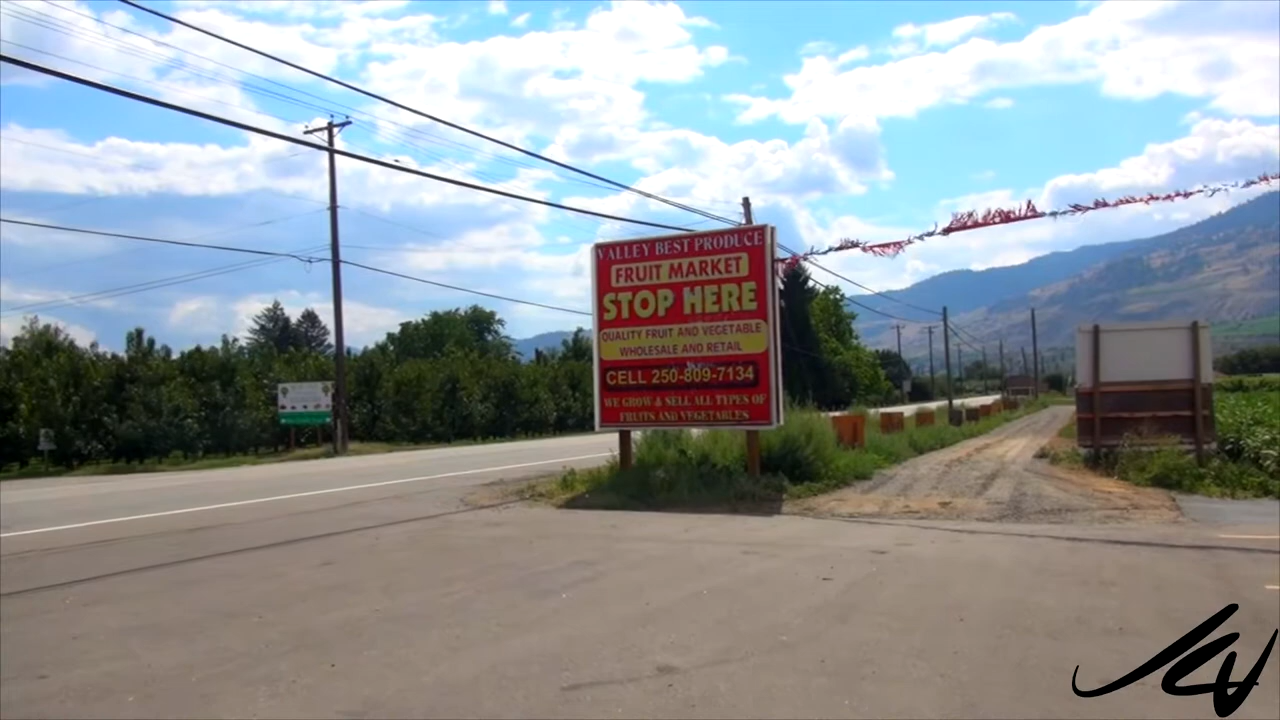 VALLEY BEST PRODUCE
FRUIT MARKET
STOP HERE
QUALITY FRUIT AND VEGETABLE
WHOLESALE AND RETAIL
CELL 250-809-7134
WE GROW & SELL ALL TYPES OF
FRUITS AND VEGETABLES